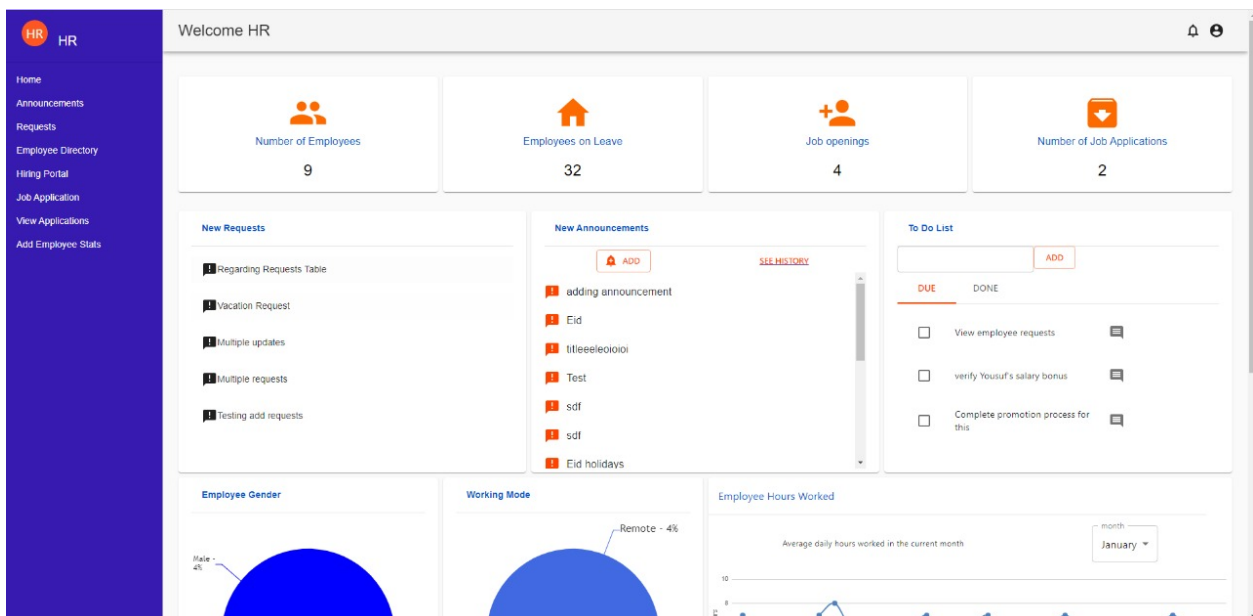 HR HR
Welcome HR
Home
Announcements
Requests
Employee Directory
Hiring Portal
Job Application
View Applications
Add Employee Stats
Number of Employees
9
Employees on Leave
32
Job openings
4
Number of Job Applications
2
New Requests
Regarding Requests Table
Vacation Request
Multiple updates
Multiple requests
Testing add requests
New Announcements
ADD SEE HISTORY
adding announcement
Eid
titleeeleoioioi
Test
sdf
sdf
Eid holidays
To Do List
ADD
DUE DONE
View employee requests
verify Yousuf's salary bonus
Complete promotion process for
this
Employee Gender
Male -
4%
Working Mode
Remote - 4%
Employee Hours Worked
Average daily hours worked in the current month
month
January
10
8